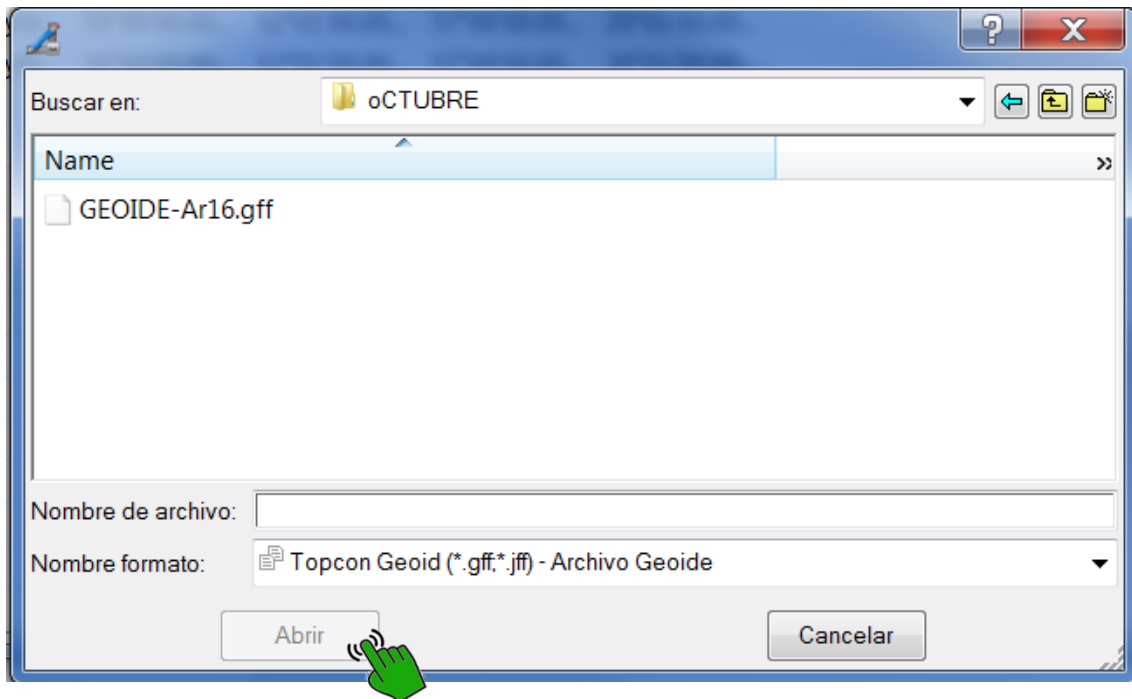 Buscar en: oCTUBRE
Name
GEOIDE-Ar16.gff
Nombre de archivo:
Nombre formato: Topcon Geoid (*.gff;*.jff) - Archivo Geoide
Abrir Cancelar